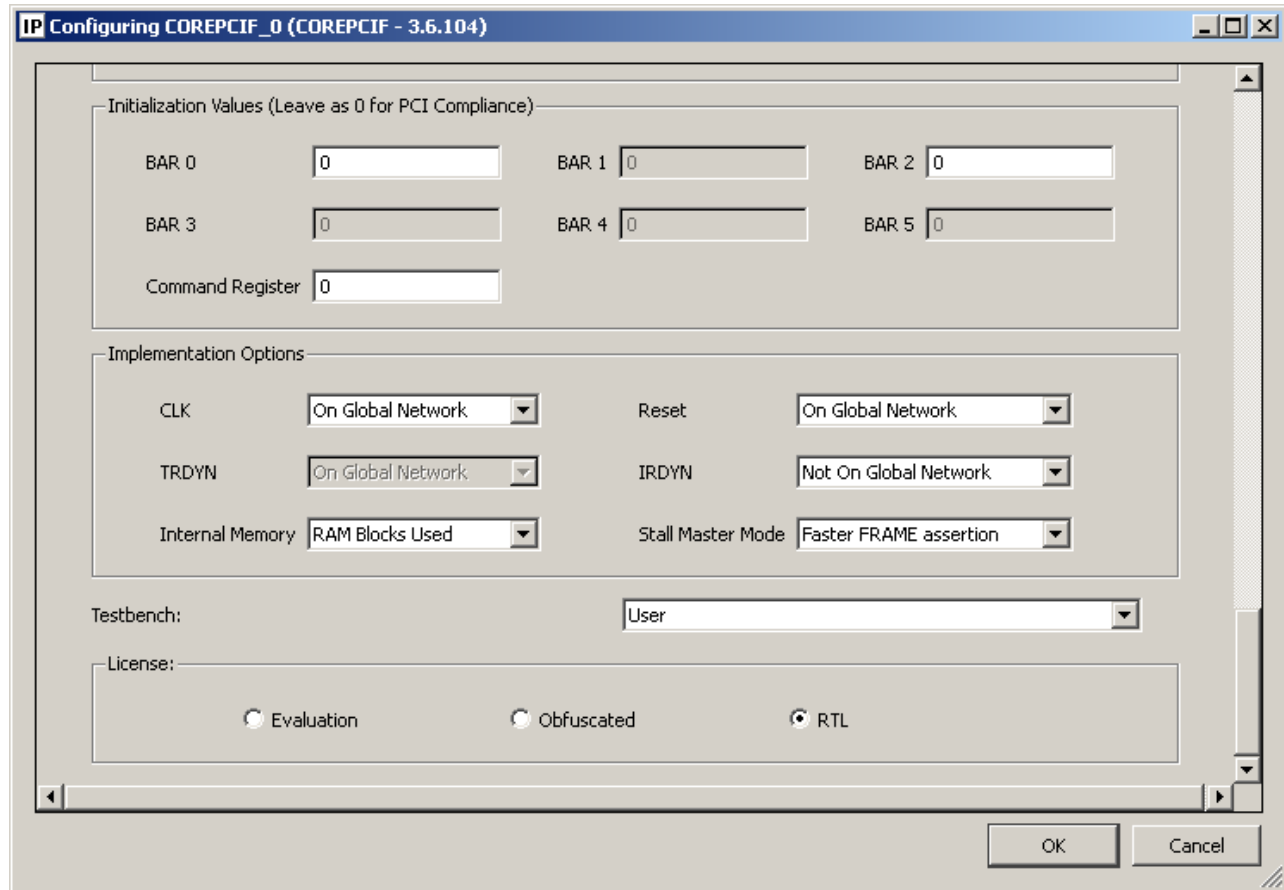 IP Configuring COREPCIF_0 (COREPCIF - 3.6.104)
Initialization Values (Leave as 0 for PCI Compliance)
BAR 0 0 BAR 1 0 BAR 2 0
BAR 3 0 BAR 4 0 BAR 5 0
Command Register 0
Implementation Options
CLK On Global Network Reset On Global Network
TRDYN On Global Network IRDYN Not On Global Network
Internal Memory RAM Blocks Used Stall Master Mode Faster FRAME assertion
Testbench: User
License:
Evaluation Obfuscated RTL
OK Cancel